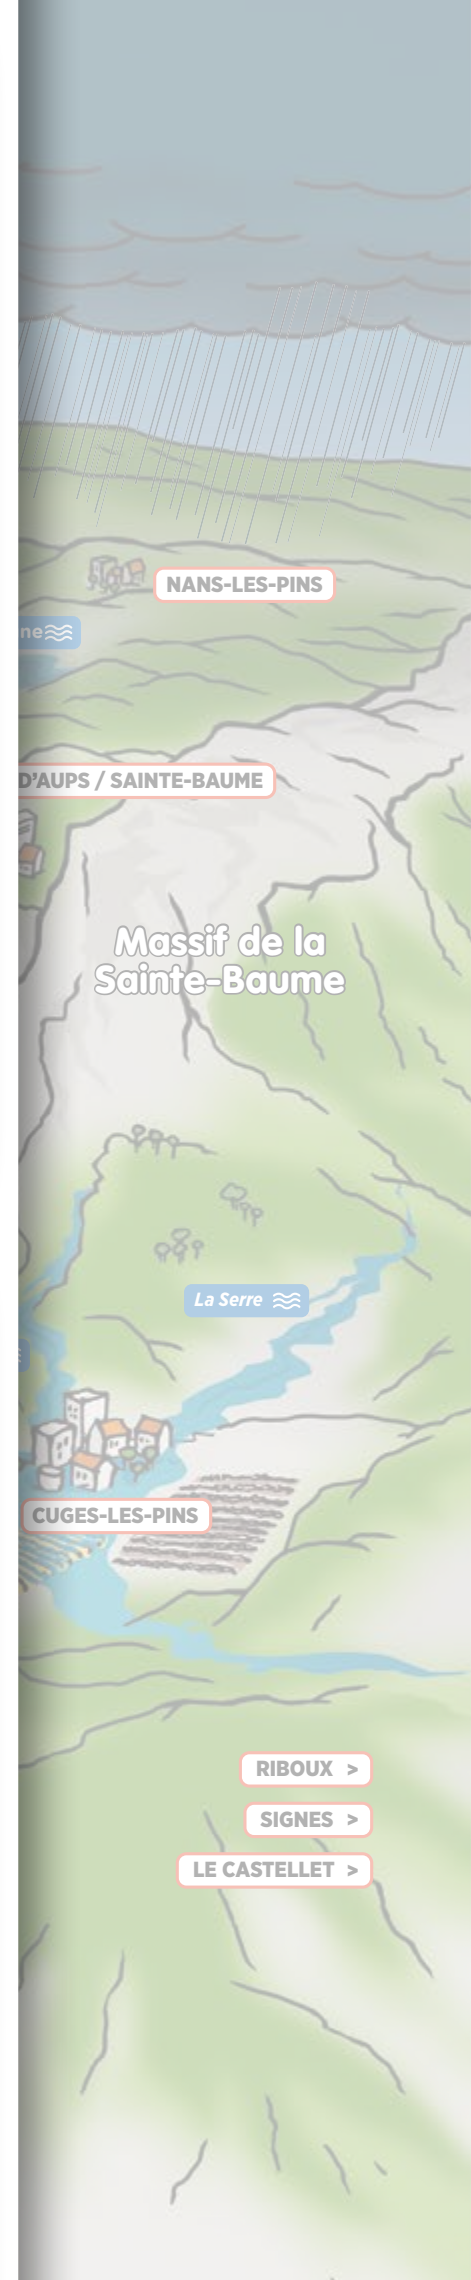 NANS-LES-PINS
ne
D'AUPS / SAINTE-BAUME
Massif de la
Sainte-Baume
La Serre
CUGES-LES-PINS
RIBOUX >
SIGNES >
LE CASTELLET >